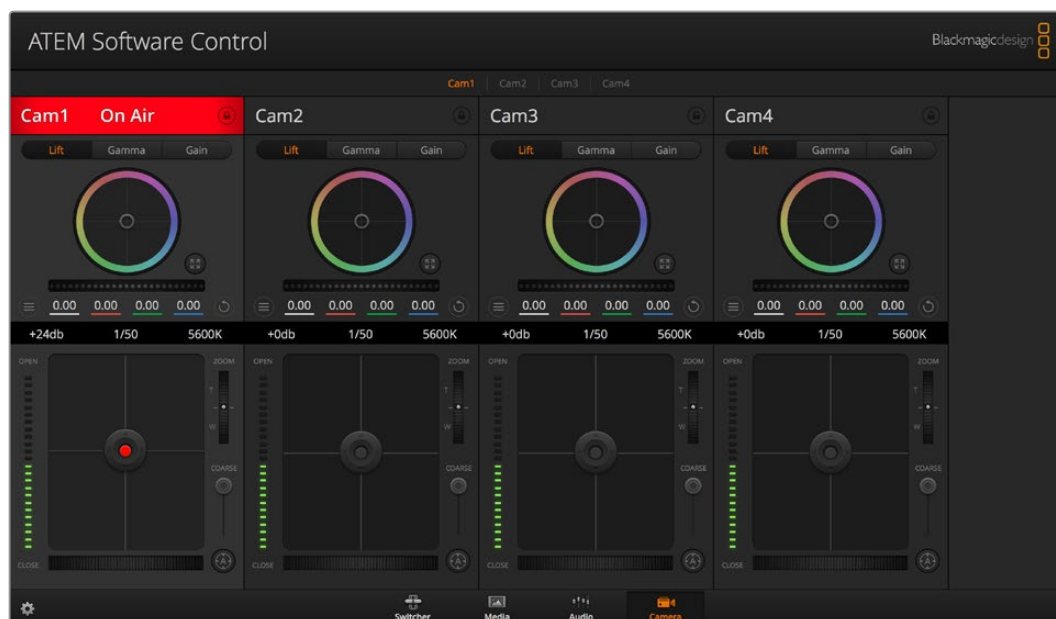 ATEM Software Control
Blackmagicdesign
Cam1 Cam2 Cam3 Cam4
Cam1 On Air Cam2 Cam3 Cam4
Lift Gamma Gain Lift Gamma Gain Lift Gamma Gain Lift Gamma Gain
0.00 0.00 0.00 0.00 0.00 0.00 0.00 0.00 0.00 0.00 0.00 0.00 0.00 0.00 0.00 0.00
+24db 1/50 5600K +0db 1/50 5600K +0db 1/50 5600K +0db 1/50 5600K
OPEN ZOOM OPEN ZOOM OPEN ZOOM OPEN ZOOM
T T T T
W W W W
COARSE COARSE COARSE COARSE
CLOSE A CLOSE A CLOSE A CLOSE A
Switcher Media Audio Camera